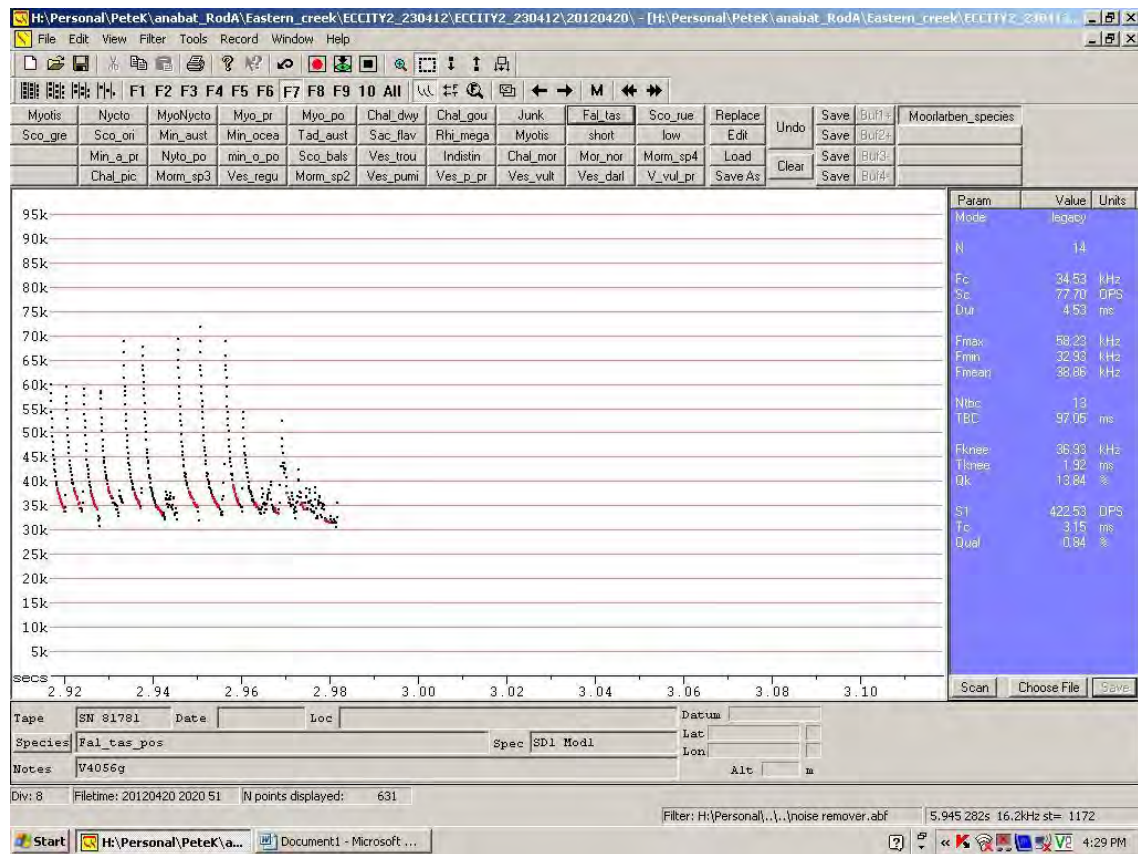 H:\Personal\PeteK\anabat_RodA\Eastern_creek\ECCITY2_230412\ECCITY2_230412\20120420\ - [H:\Personal\PeteK\anabat_RodA\Eastern_creek\ECCITY2_230412
File Edit View Filter Tools Record Window Help
F1 F2 F3 F4 F5 F6 F7 F8 F9 10 All M
Myotis Nycto MyoNycto Myo_pr Myo_po Chal_dwy Chal_gou Junk Fal_tas Sco_rue Replace Undo Save Buf1+ Moorlarben_species
Sco_gre Sco_ori Min_aust Min_ocea Tad_aust Sac_flav Rhi_mega Myotis short low Edit Save Buf2+
Min_a_pr Nyto_po min_o_po Sco_bals Ves_trou Indistin Chal_mor Mor_nor Morm_sp4 Load Clear Save Buf3-
Chal_pic Morm_sp3 Ves_regu Morm_sp2 Ves_pumi Ves_p_pr Ves_vult Ves_darl V_vul_pr Save As Save
Param Value Units
Mode legacy
N 14
Fc 34.53 kHz
Sc 77.70 OPS
Dur 4.53 ms
Fmax 58.23 kHz
Fmin 32.93 kHz
Fmean 38.86 kHz
Ntbc 13
TBC 97.05 ms
Fknee 36.93 kHz
Tknee 1.92 ms
Qk 13.84 %
S1 422.53 OPS
Tc 3.15 ms
Qual 0.84 %
Scan Choose File Save
95k
90k
85k
80k
75k
70k
65k
60k
55k
50k
45k
40k
35k
30k
25k
20k
15k
10k
5k
secs
2.92 2.94 2.96 2.98 3.00 3.02 3.04 3.06 3.08 3.10
Tape SN 81781 Date Loc Datum
Species Fal_tas_pos Spec SD1 Mod1 Lat
Lon
Notes V4056g Alt m
Div: 8 Filetime: 20120420 2020 51 N points displayed: 631
Filter: H:\Personal\..\..\noise remover.abf 5.945 282s 16.2kHz st= 1172
Start H:\Personal\PeteK\a... Document1 - Microsoft ... 4:29 PM